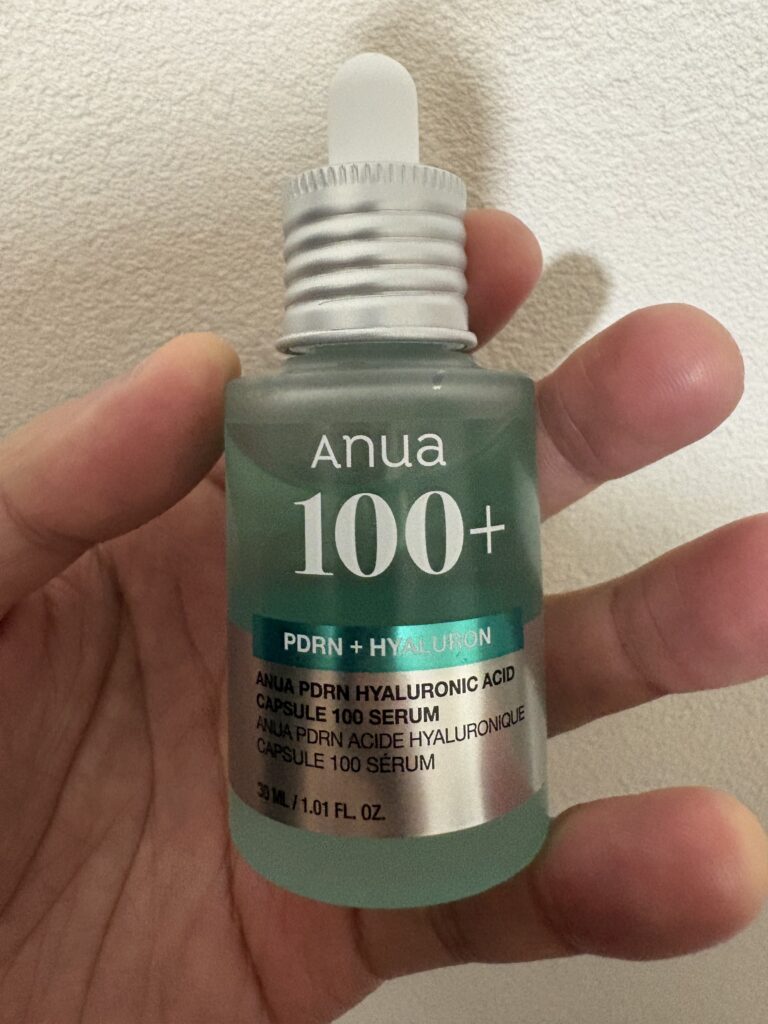 Anua
100+
PDRN + HYALURON
ANUA PDRN HYALURONIC ACID
CAPSULE 100 SERUM
ANUA PDRN ACIDE HYALURONIQUE
CAPSULE 100 SÉRUM
30 ML / 1.01 FL. OZ.